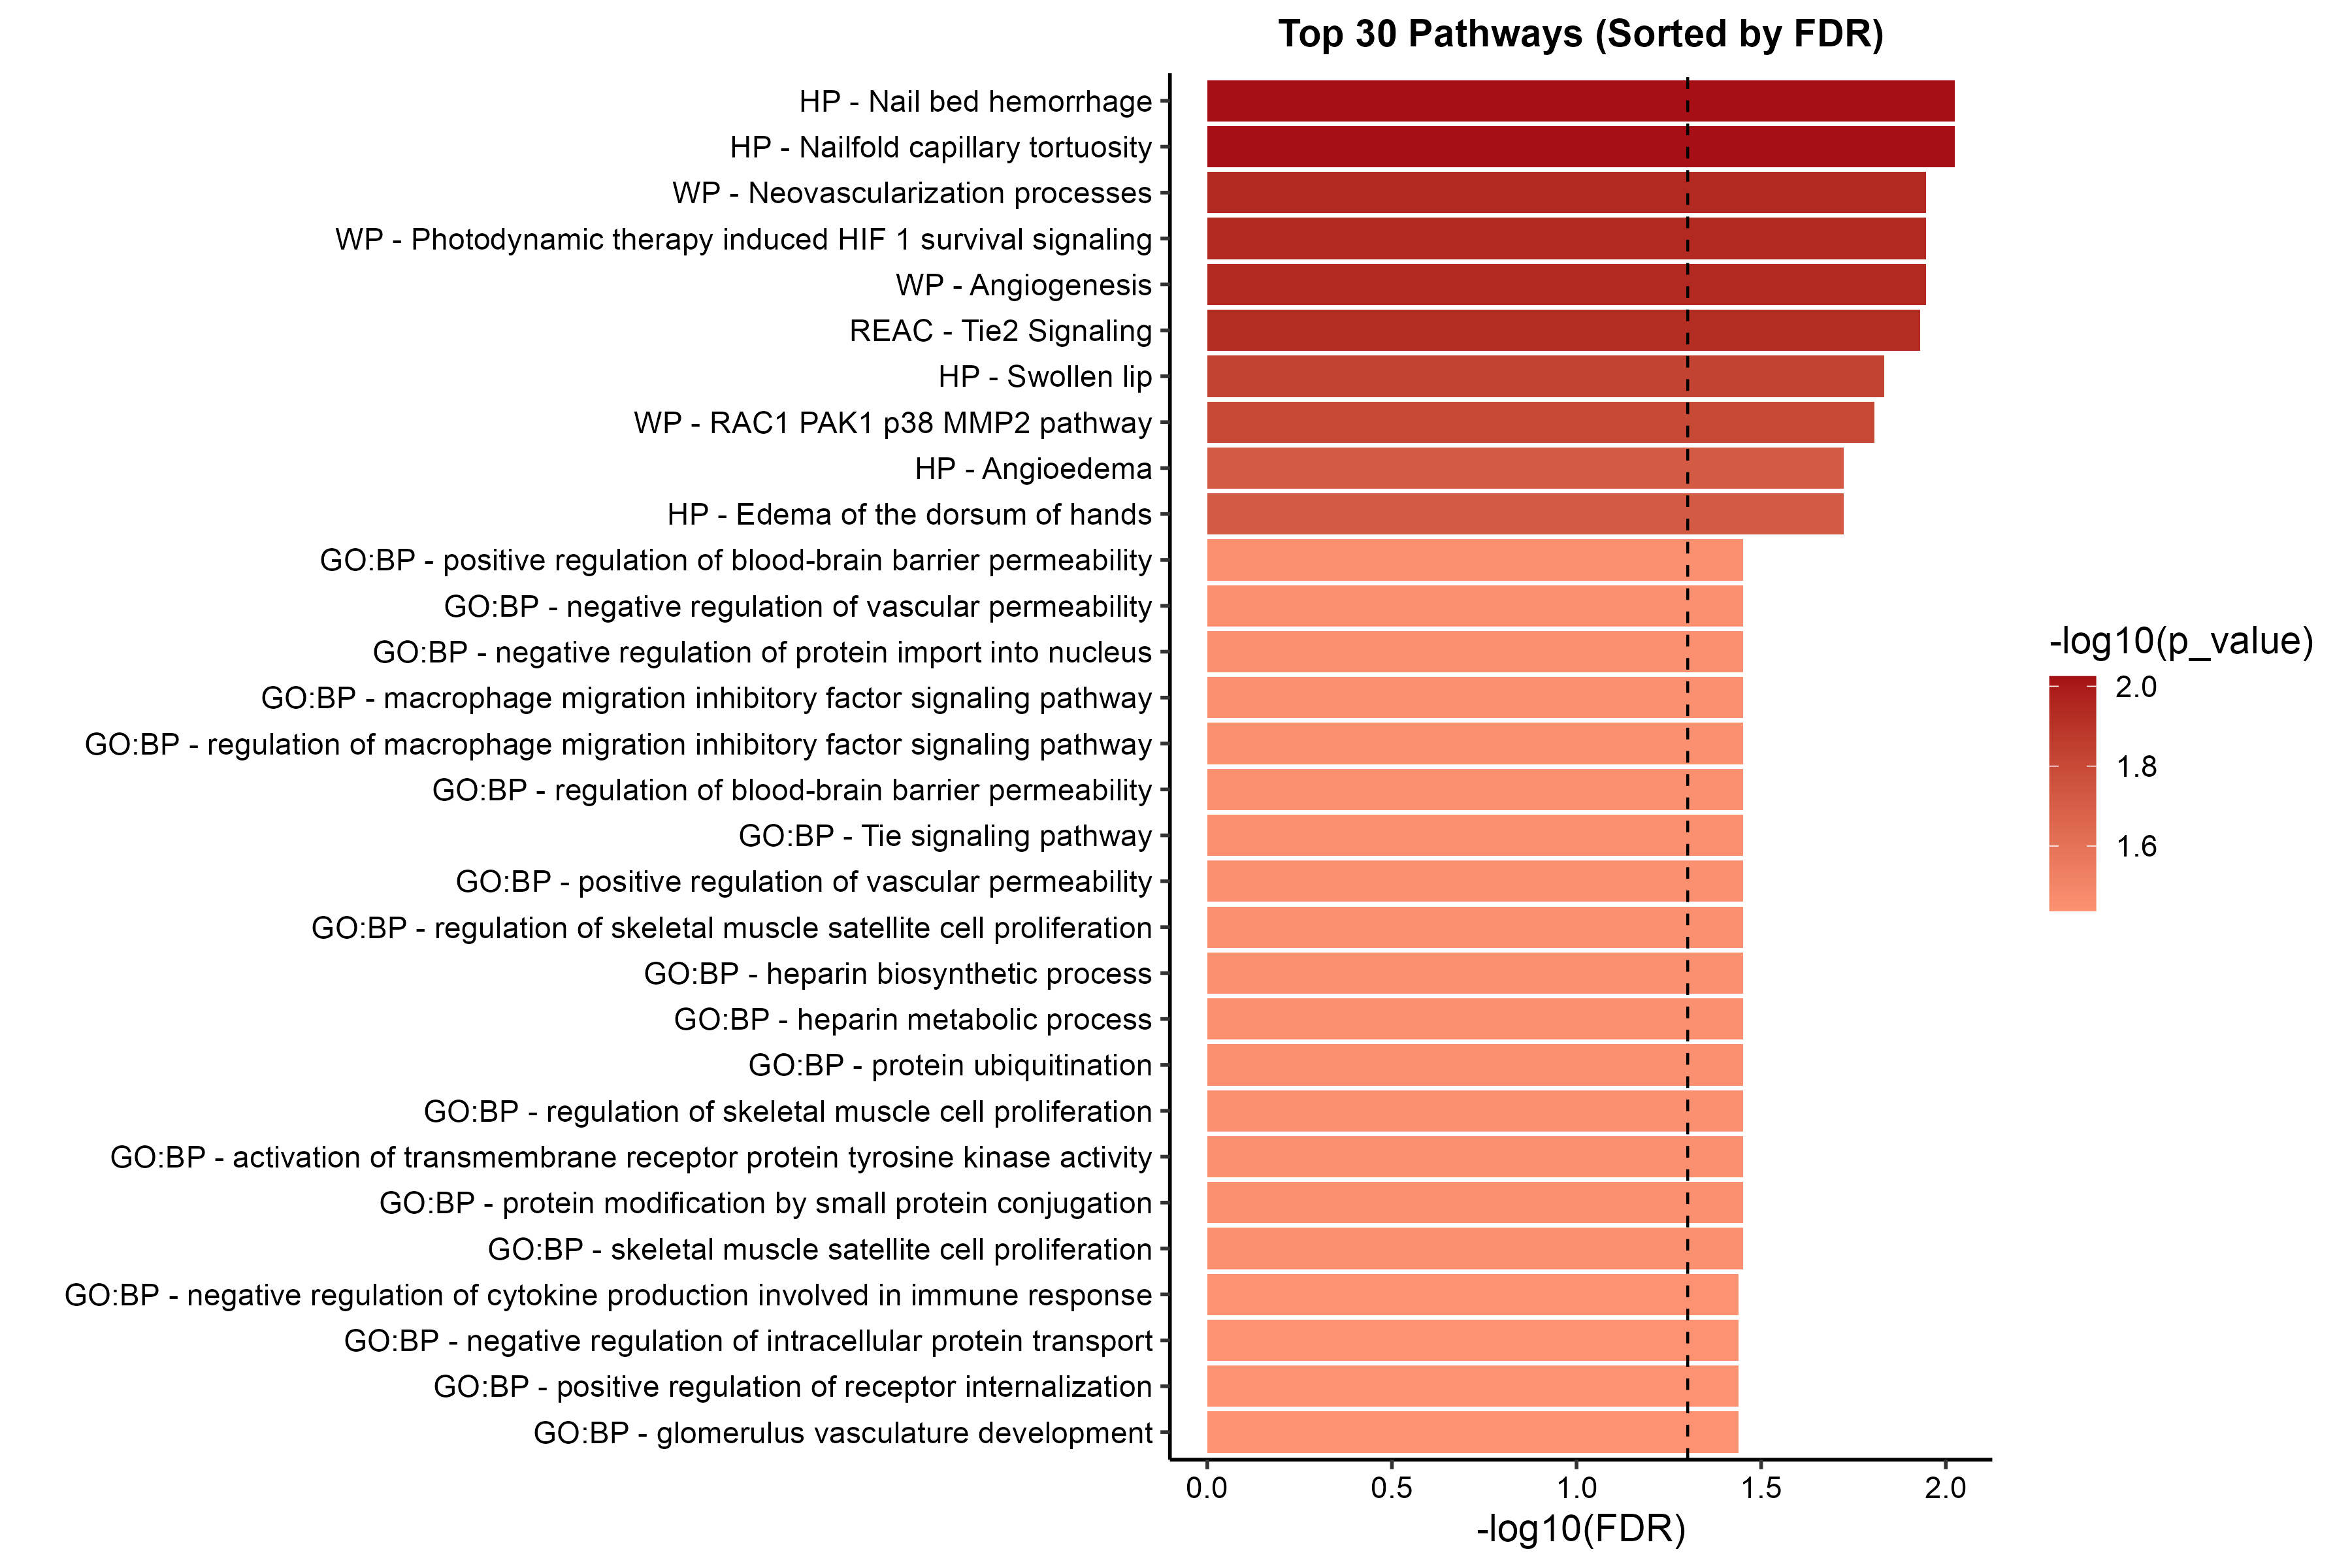 Top 30 Pathways (Sorted by FDR)
HP - Nail bed hemorrhage
HP - Nailfold capillary tortuosity
WP - Neovascularization processes
WP - Photodynamic therapy induced HIF 1 survival signaling
WP - Angiogenesis
REAC - Tie2 Signaling
HP - Swollen lip
WP - RAC1 PAK1 p38 MMP2 pathway
HP - Angioedema
HP - Edema of the dorsum of hands
GO:BP - positive regulation of blood-brain barrier permeability
GO:BP - negative regulation of vascular permeability
GO:BP - negative regulation of protein import into nucleus
GO:BP - macrophage migration inhibitory factor signaling pathway
GO:BP - regulation of macrophage migration inhibitory factor signaling pathway
GO:BP - regulation of blood-brain barrier permeability
GO:BP - Tie signaling pathway
GO:BP - positive regulation of vascular permeability
GO:BP - regulation of skeletal muscle satellite cell proliferation
GO:BP - heparin biosynthetic process
GO:BP - heparin metabolic process
GO:BP - protein ubiquitination
GO:BP - regulation of skeletal muscle cell proliferation
GO:BP - activation of transmembrane receptor protein tyrosine kinase activity
GO:BP - protein modification by small protein conjugation
GO:BP - skeletal muscle satellite cell proliferation
GO:BP - negative regulation of cytokine production involved in immune response
GO:BP - negative regulation of intracellular protein transport
GO:BP - positive regulation of receptor internalization
GO:BP - glomerulus vasculature development
0.0 0.5 1.0 1.5 2.0
-log10(FDR)
-log10(p_value)
2.0
1.8
1.6